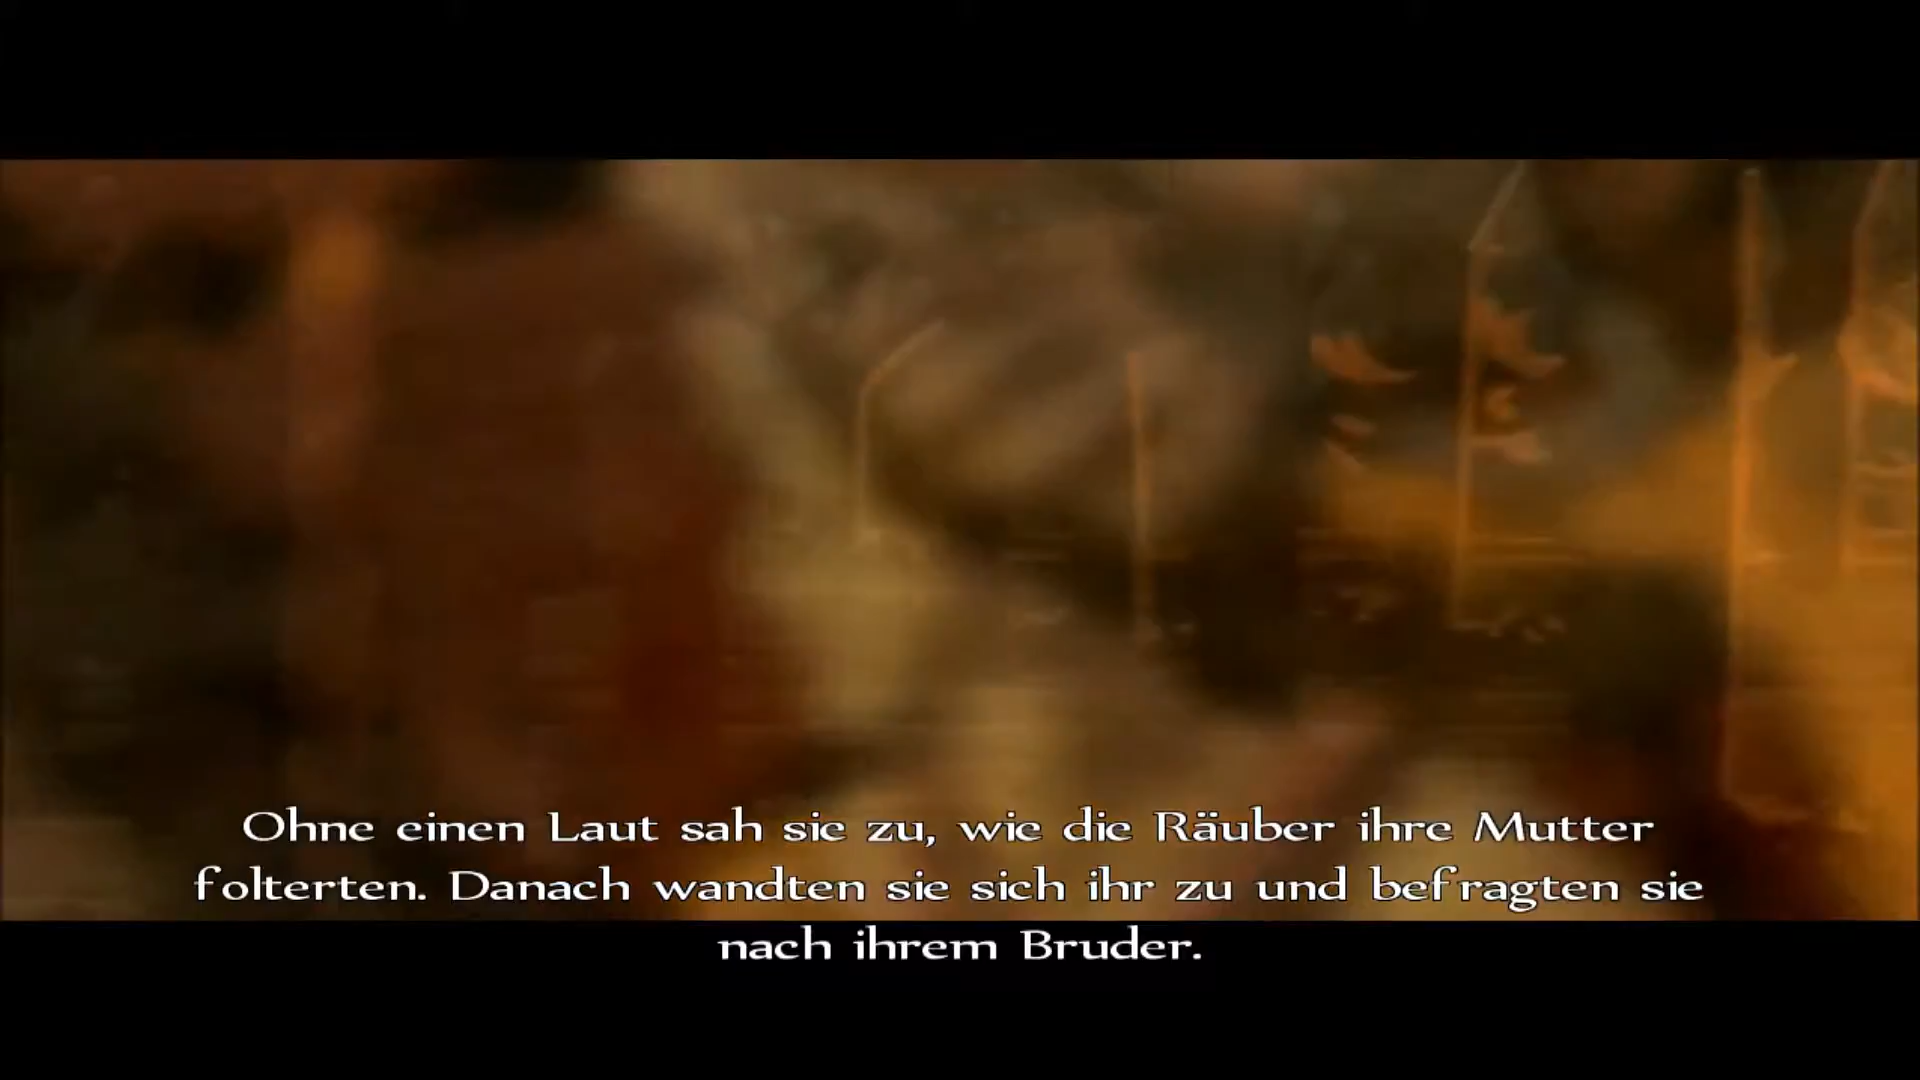 Ohne einen Laut sah sie zu, wie die Räuber ihre Mutter
folterten. Danach wandten sie sich ihr zu und befragten sie
nach ihrem Bruder.